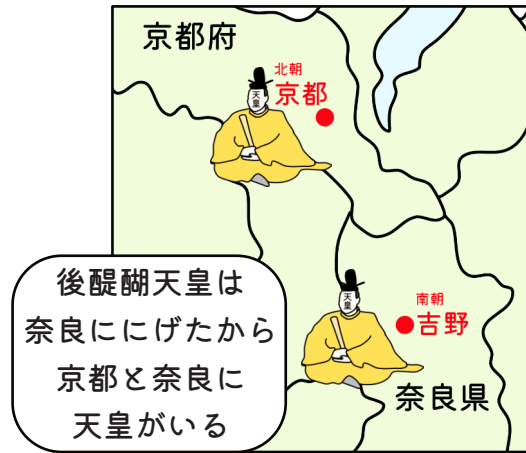 京都府
北朝
京都
天皇
天皇
南朝
吉野
奈良県
後醍醐天皇は
奈良ににげたから
京都と奈良に
天皇がいる